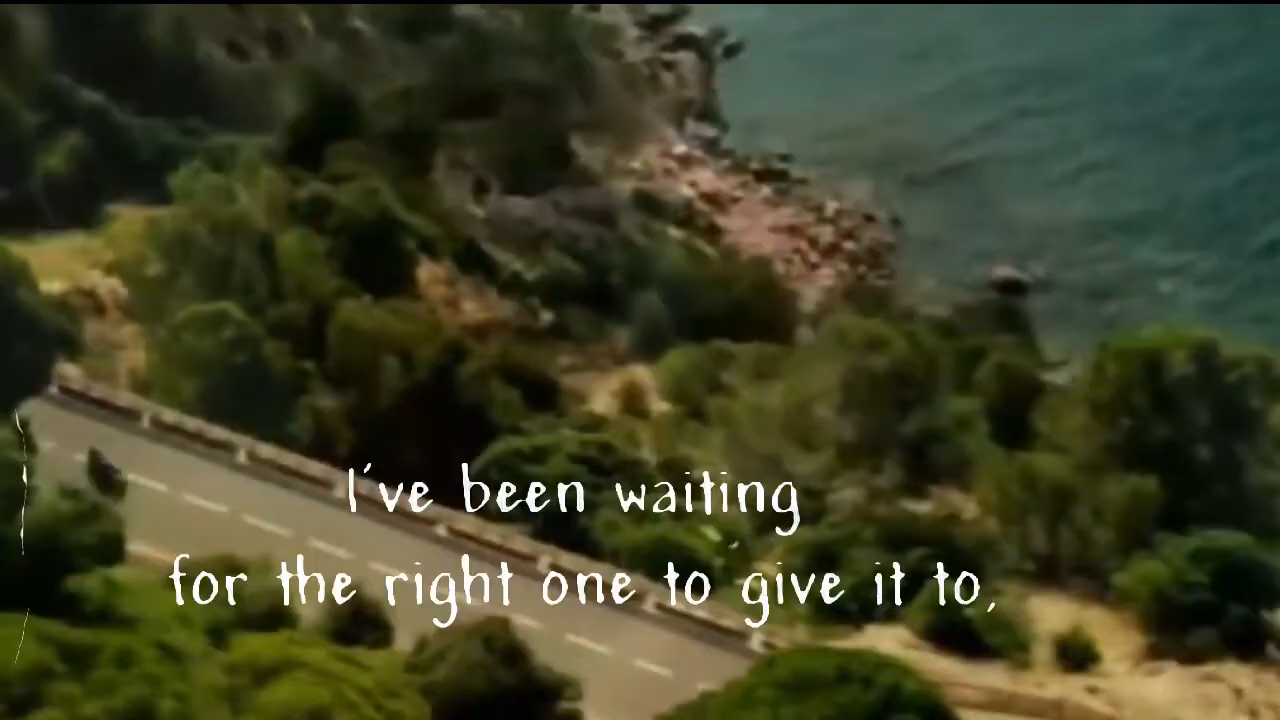 I've been waiting
for the right one to give it to,